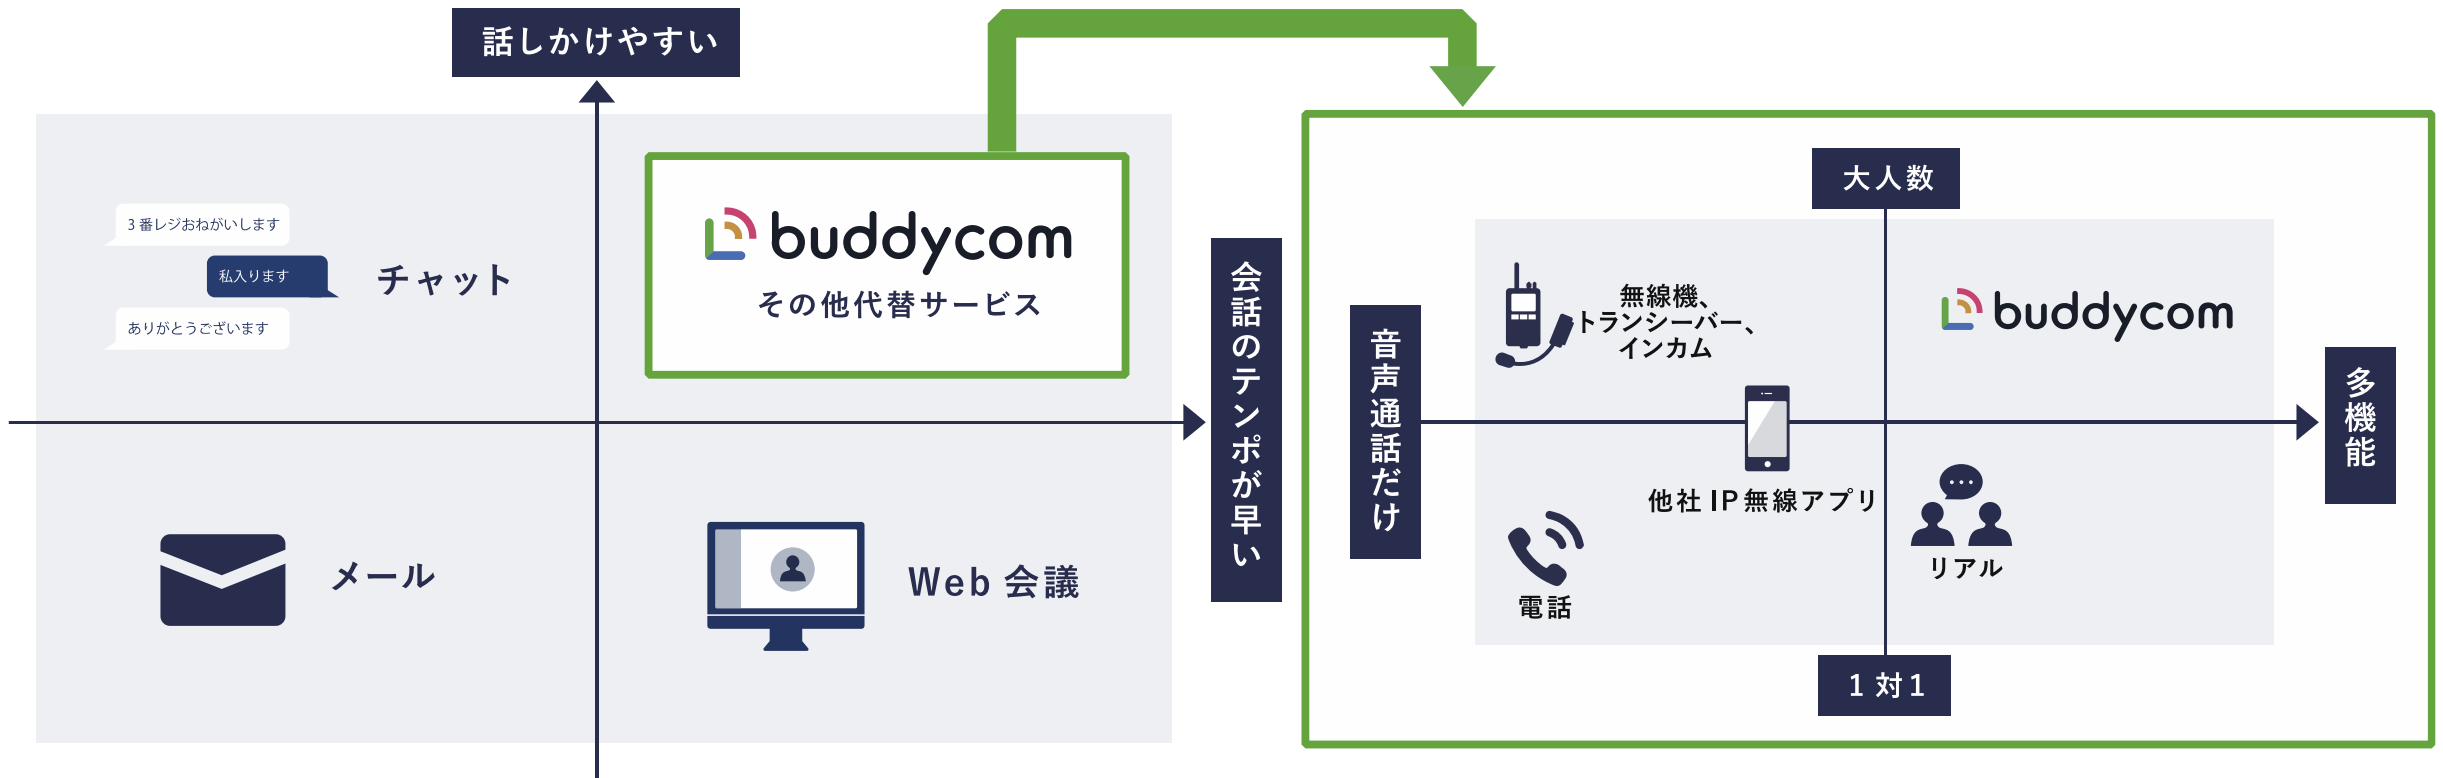 話しかけやすい
3番レジおねがいします
私入ります
ありがとうございます
チャット
buddycom
その他代替サービス
会話のテンポが早い
メール
Web 会議
大人数
音声通話だけ
無線機、
トランシーバー、
インカム
buddycom
多機能
他社 IP 無線アプリ
電話
リアル
1 対 1